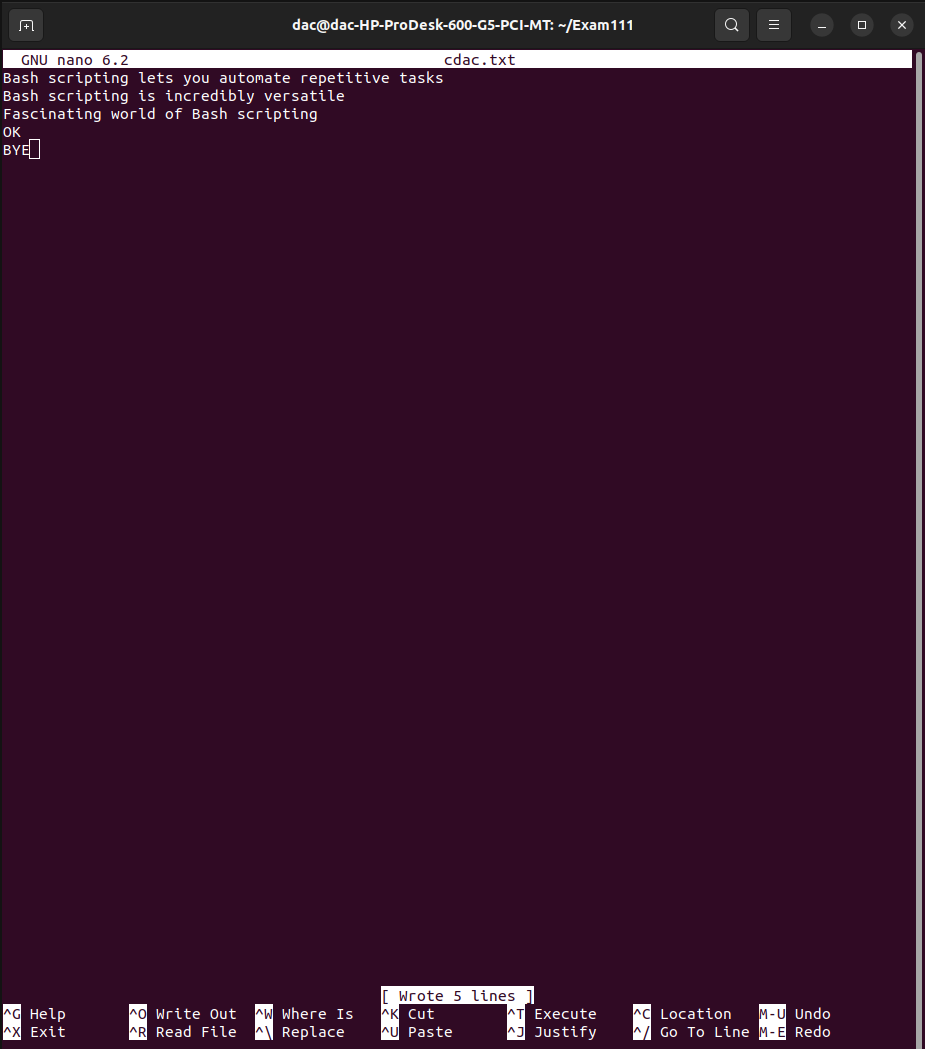 dac@dac-HP-ProDesk-600-G5-PCI-MT: ~/Exam111
GNU nano 6.2 cdac.txt
Bash scripting lets you automate repetitive tasks
Bash scripting is incredibly versatile
Fascinating world of Bash scripting
OK
BYE
[ Wrote 5 lines ]
^G Help ^O Write Out ^W Where Is ^K Cut ^T Execute ^C Location M-U Undo
^X Exit ^R Read File ^\ Replace ^U Paste ^J Justify ^/ Go To Line M-E Redo